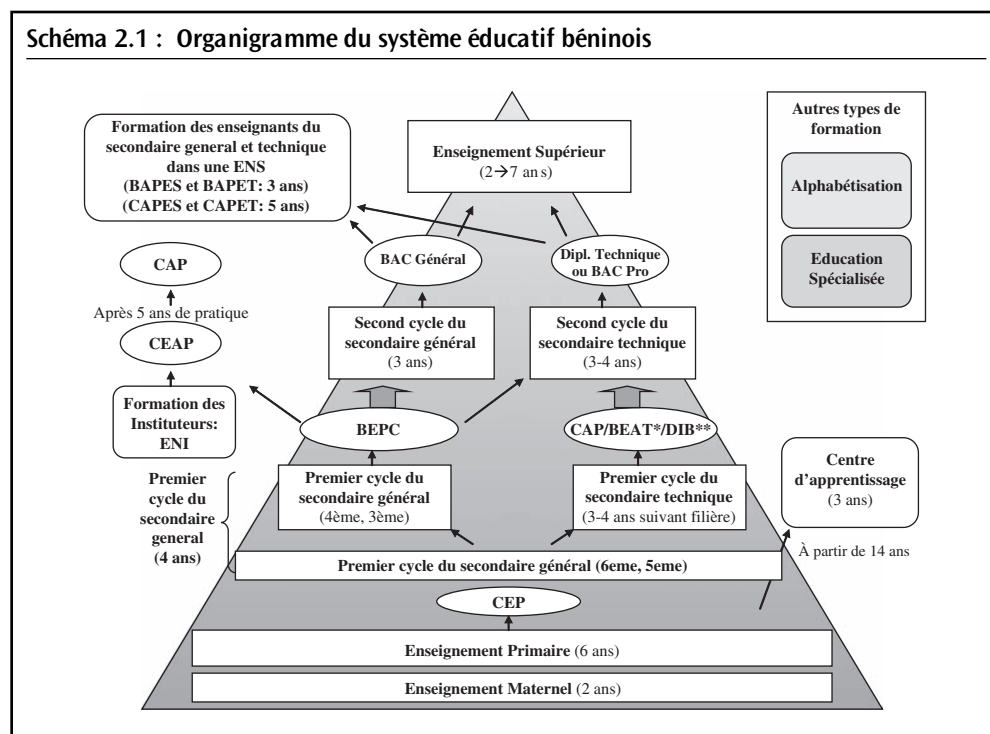 Schéma 2.1 : Organigramme du système éducatif béninois
Formation des enseignants du
secondaire general et technique
dans une ENS
(BAPES et BAPET: 3 ans)
(CAPES et CAPET: 5 ans)
Enseignement Supérieur
(2→7 ans)
Autres types de
formation
Alphabétisation
Education
Spécialisée
CAP
BAC Général
Dipl. Technique
ou BAC Pro
Après 5 ans de pratique
CEAP
Second cycle du
secondaire général
(3 ans)
Second cycle du
secondaire technique
(3-4 ans)
Formation des
Instituteurs:
ENI
BEPC
CAP/BEAT*/DIB**
Premier
cycle du
secondaire
general
(4 ans)
Premier cycle du
secondaire général
(4ème, 3ème)
Premier cycle du
secondaire technique
(3-4 ans suivant filière)
Centre
d'apprentissage
(3 ans)
À partir de 14 ans
Premier cycle du secondaire général (6eme, 5eme)
CEP
Enseignement Primaire (6 ans)
Enseignement Maternel (2 ans)